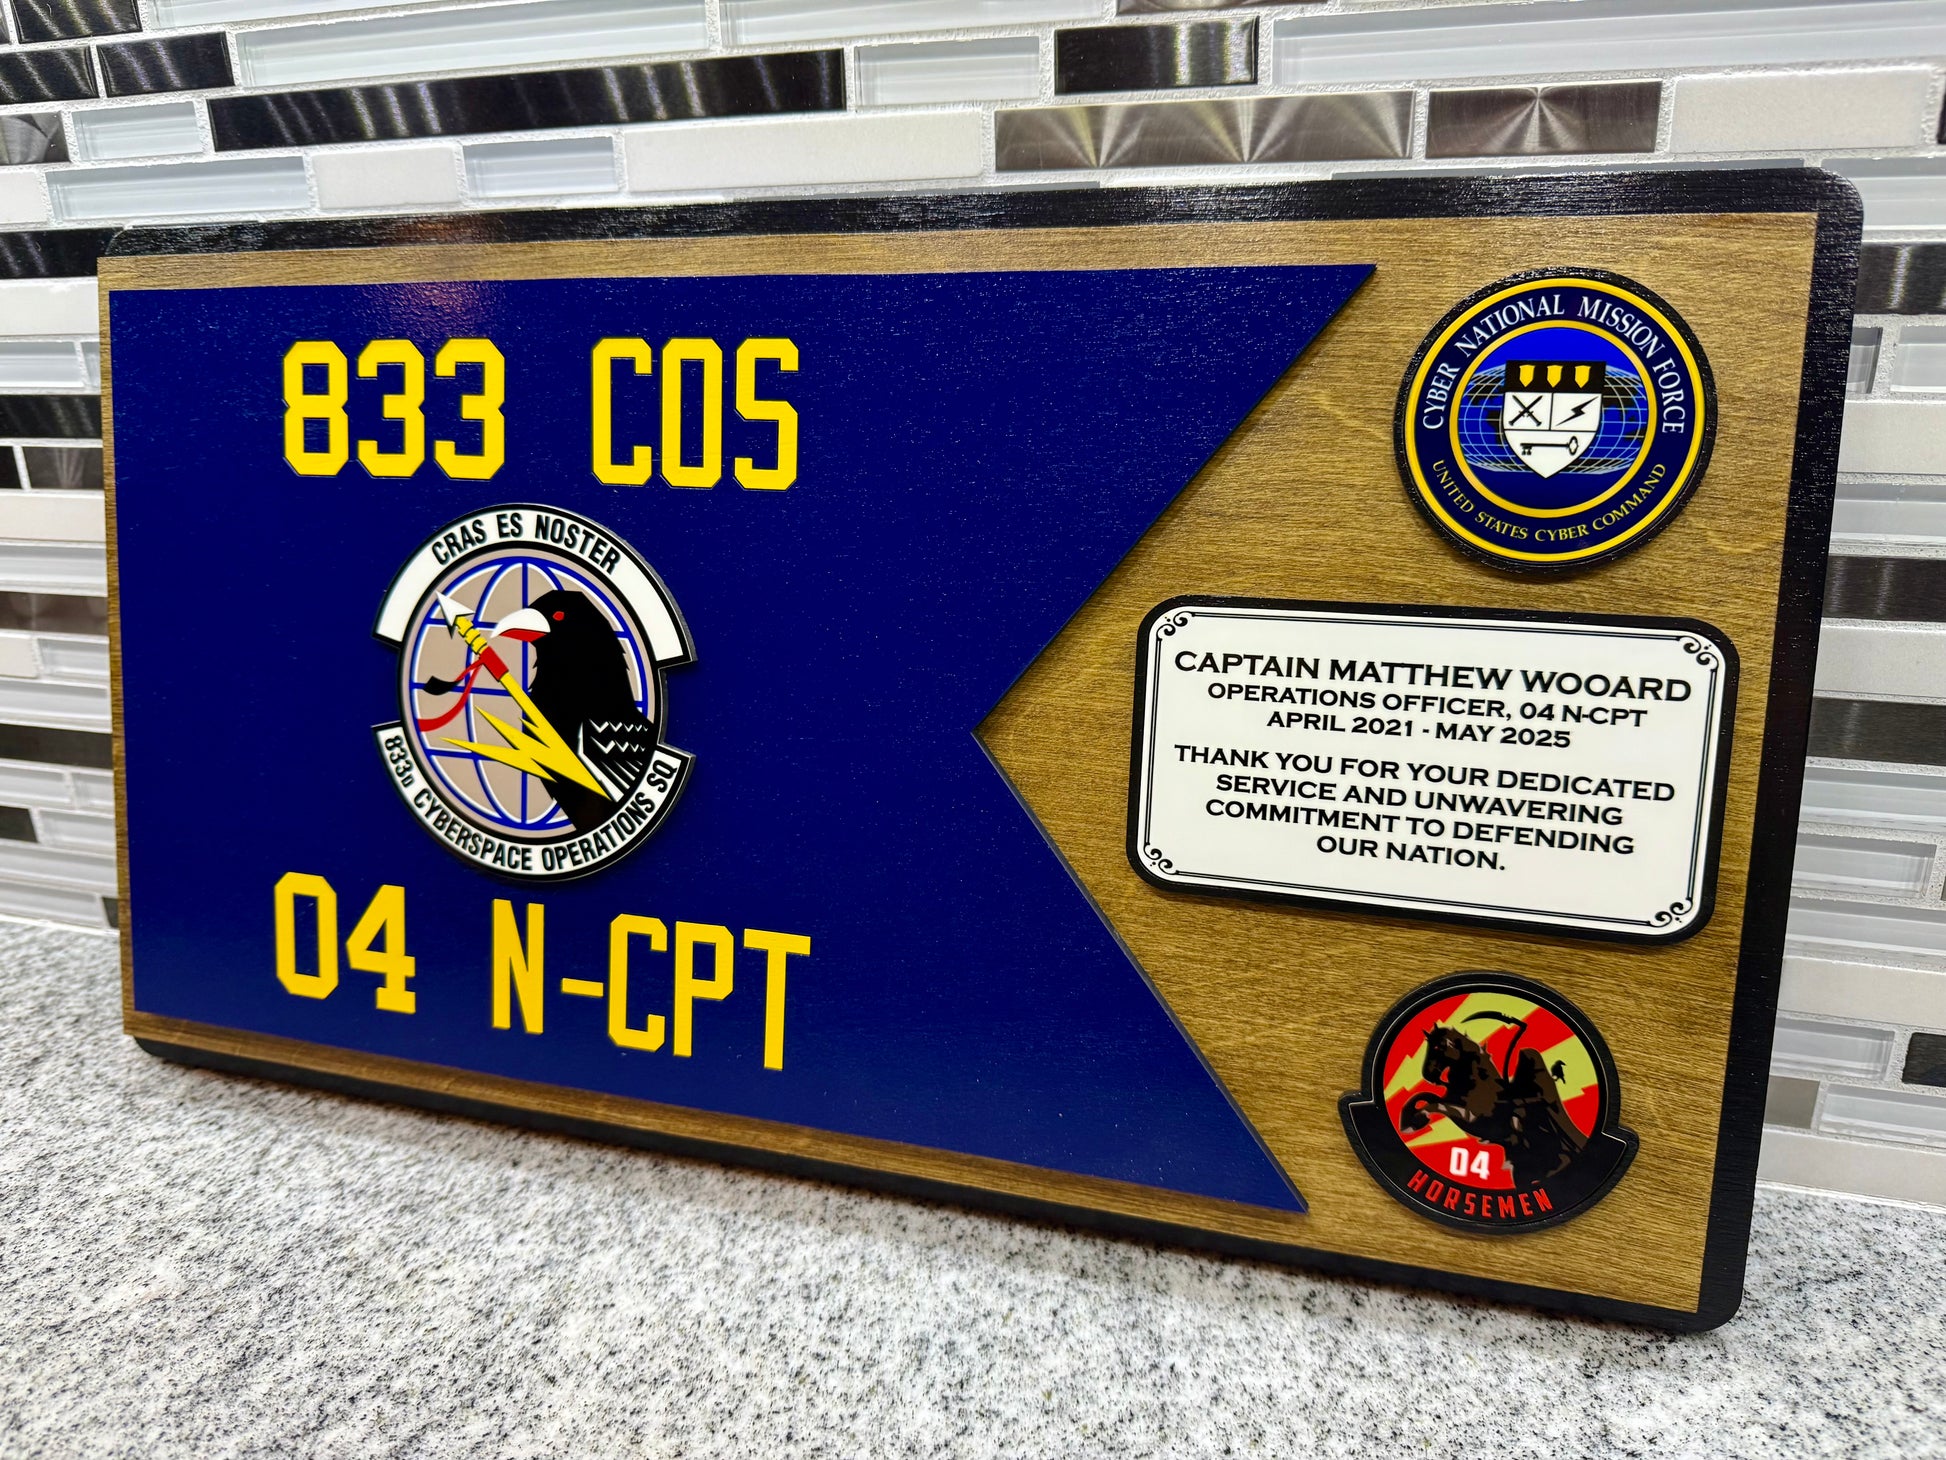 833 COS
CRAS ES NOSTER
833D CYBERSPACE OPERATIONS SQ
04 N-CPT
CYBER NATIONAL MISSION FORCE
UNITED STATES CYBER COMMAND
CAPTAIN MATTHEW WOOARD
OPERATIONS OFFICER, 04 N-CPT
APRIL 2021 - MAY 2025
THANK YOU FOR YOUR DEDICATED
SERVICE AND UNWAVERING
COMMITMENT TO DEFENDING
OUR NATION.
04
HORSEMEN